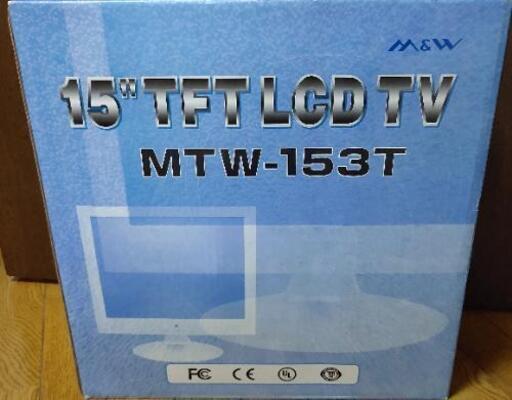 M&W
15" TFT LCD TV
MTW-153T
FC CE UL